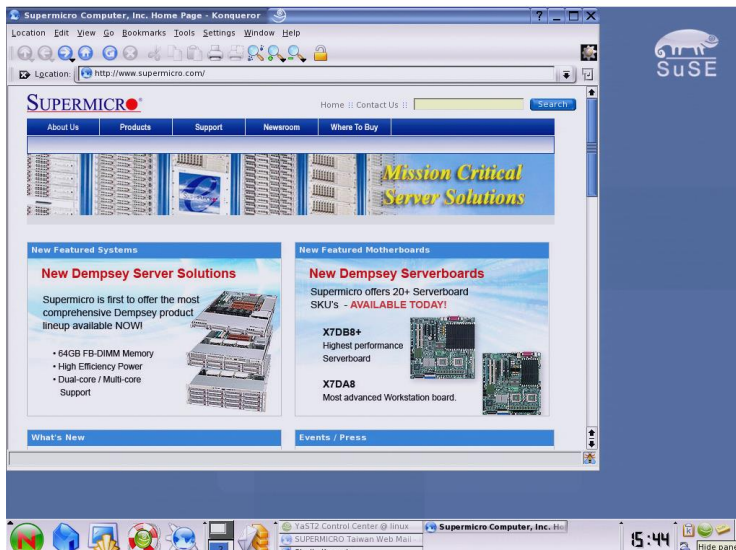 Supermicro Computer, Inc. Home Page - Konqueror
Location Edit View Go Bookmarks Tools Settings Window Help
Location: http://www.supermicro.com/
SuSE
SUPERMICRO
Home :: Contact Us ::
Search
About Us Products Support Newsroom Where To Buy
Mission Critical
Server Solutions
New Featured Systems
New Dempsey Server Solutions
Supermicro is first to offer the most
comprehensive Dempsey product
lineup available NOW!
• 64GB FB-DIMM Memory
• High Efficiency Power
• Dual-core / Multi-core
Support
New Featured Motherboards
New Dempsey Serverboards
Supermicro offers 20+ Serverboard
SKU's - AVAILABLE TODAY!
X7DB8+
Highest performance
Serverboard
X7DA8
Most advanced Workstation board.
What's New
Events / Press
YaST2 Control Center @ linux
SUPERMICRO Taiwan Web Mail -
Supermicro Computer, Inc. Ho
15:44
Hide pane